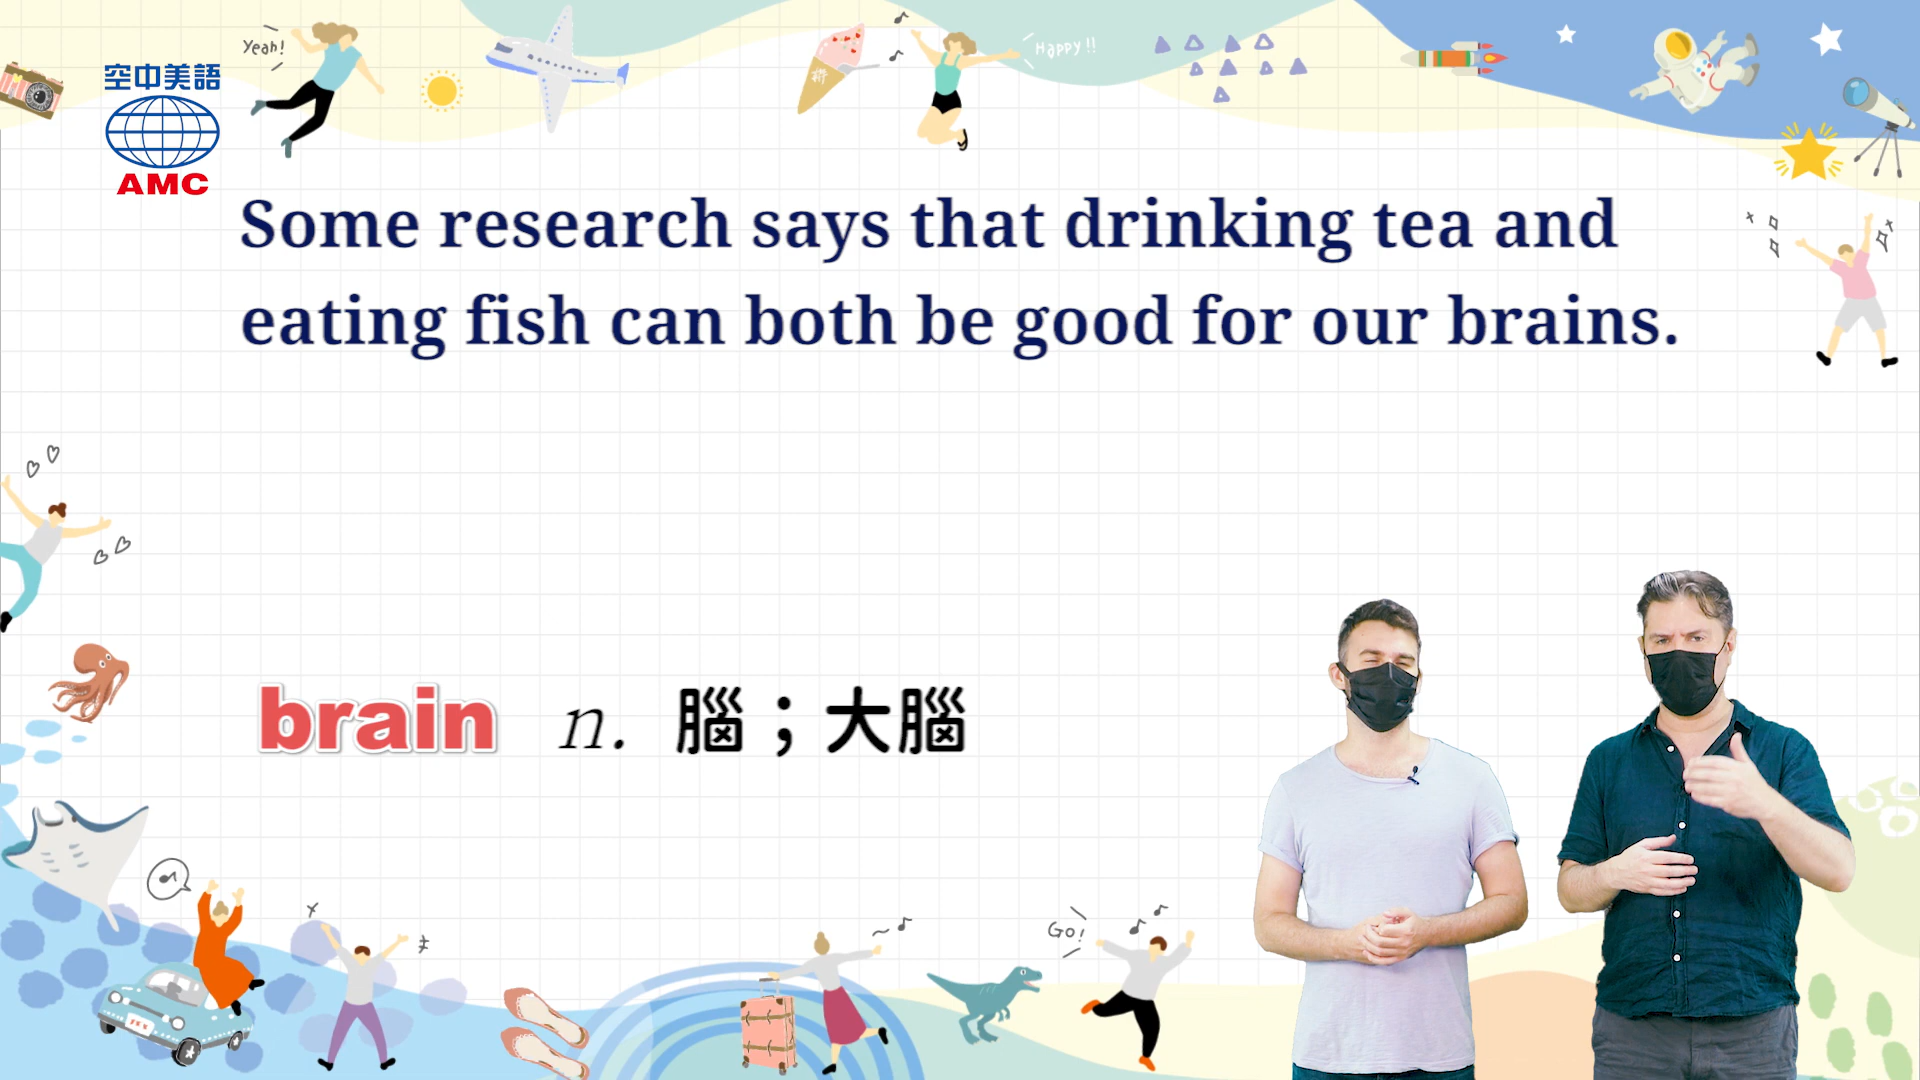 Yeah!
Happy!!
空中美語
AMC
Some research says that drinking tea and
eating fish can both be good for our brains.
brain n. 腦；大腦
Go!